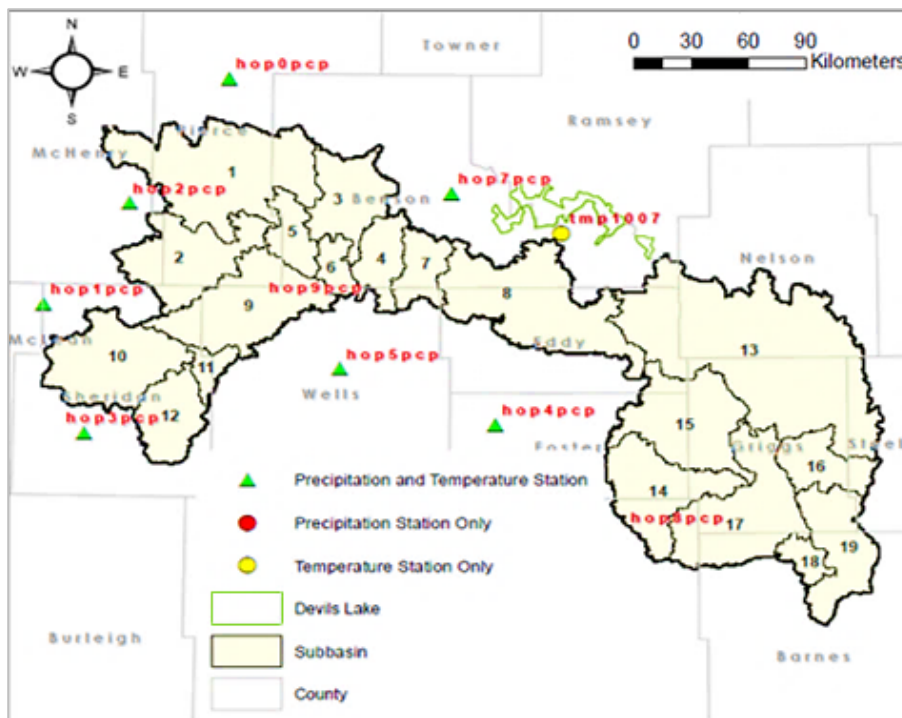 N
W E
S
Towner
0 30 60 90
Kilometers
hop0pcp
Ramsey
Pierce
McHenry
1
hop2pcp
3
Benson
hop7pcp
tmp1007
5
2
6
4
7
Nelson
hop1pcp
9
hop9pcp
8
McLean
10
Eddy
13
11
hop5pcp
Sheridan
Wells
12
hop3pcp
hop4pcp
15
Foster
Griggs
Steel
16
14
hop8pcp
17
19
18
Precipitation and Temperature Station
Precipitation Station Only
Temperature Station Only
Devils Lake
Subbasin
County
Burleigh
Barnes